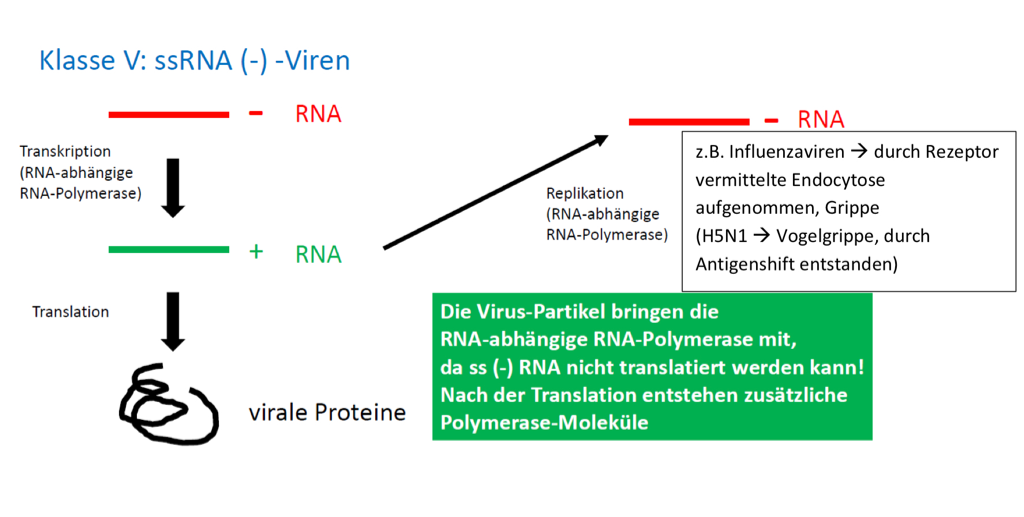 Klasse V: ssRNA (-) -Viren
- RNA
Transkription
(RNA-abhängige
RNA-Polymerase)
+ RNA
Translation
virale Proteine
Replikation
(RNA-abhängige
RNA-Polymerase)
- RNA
z.B. Influenzaviren → durch Rezeptor
vermittelte Endocytose
aufgenommen, Grippe
(H5N1 → Vogelgrippe, durch
Antigenshift entstanden)
Die Virus-Partikel bringen die
RNA-abhängige RNA-Polymerase mit,
da ss (-) RNA nicht translatiert werden kann!
Nach der Translation entstehen zusätzliche
Polymerase-Moleküle